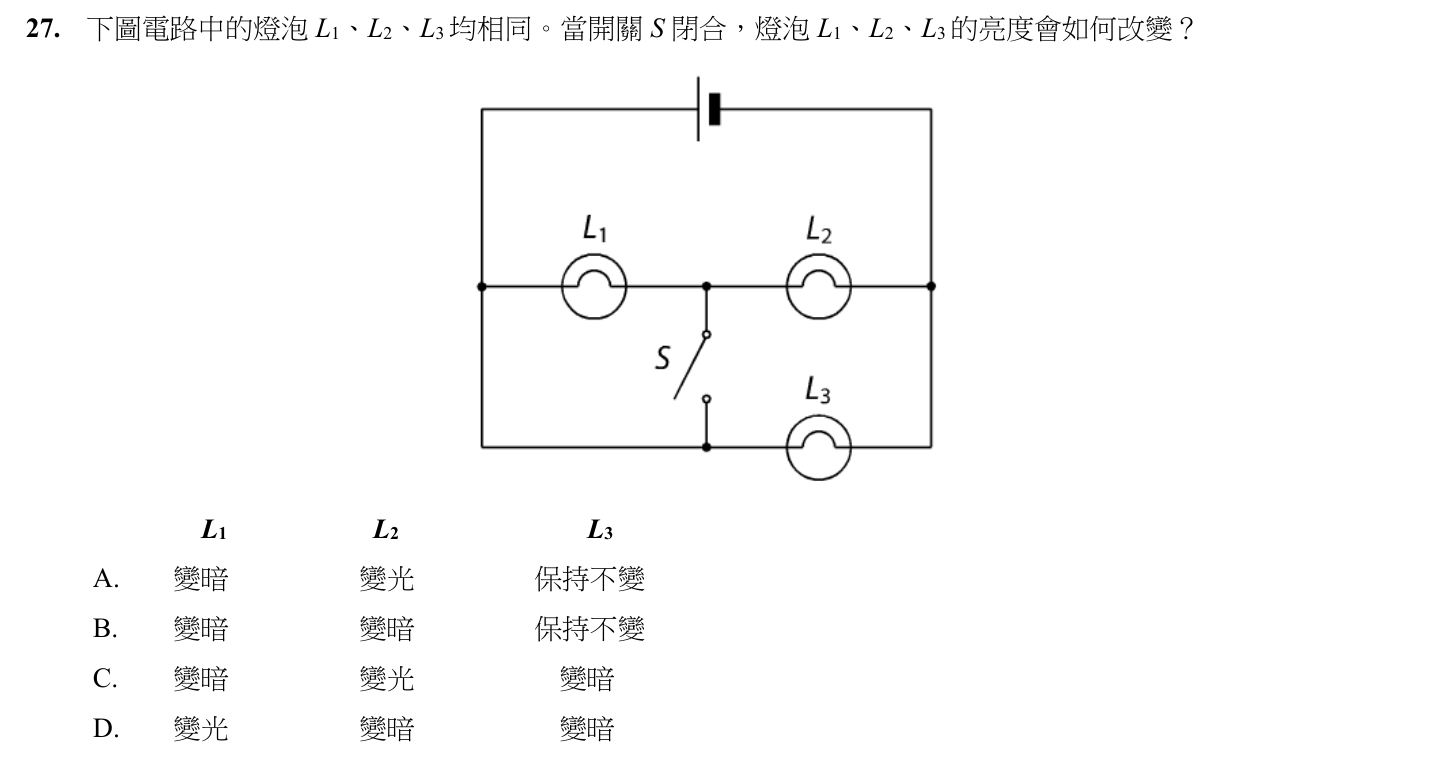 27. 下圖電路中的燈泡 L1、L2、L3 均相同。當開關 S 閉合，燈泡 L1、L2、L3 的亮度會如何改變？
L1
L2
S
L3
L1 L2 L3
A. 變暗 變光 保持不變
B. 變暗 變暗 保持不變
C. 變暗 變光 變暗
D. 變光 變暗 變暗